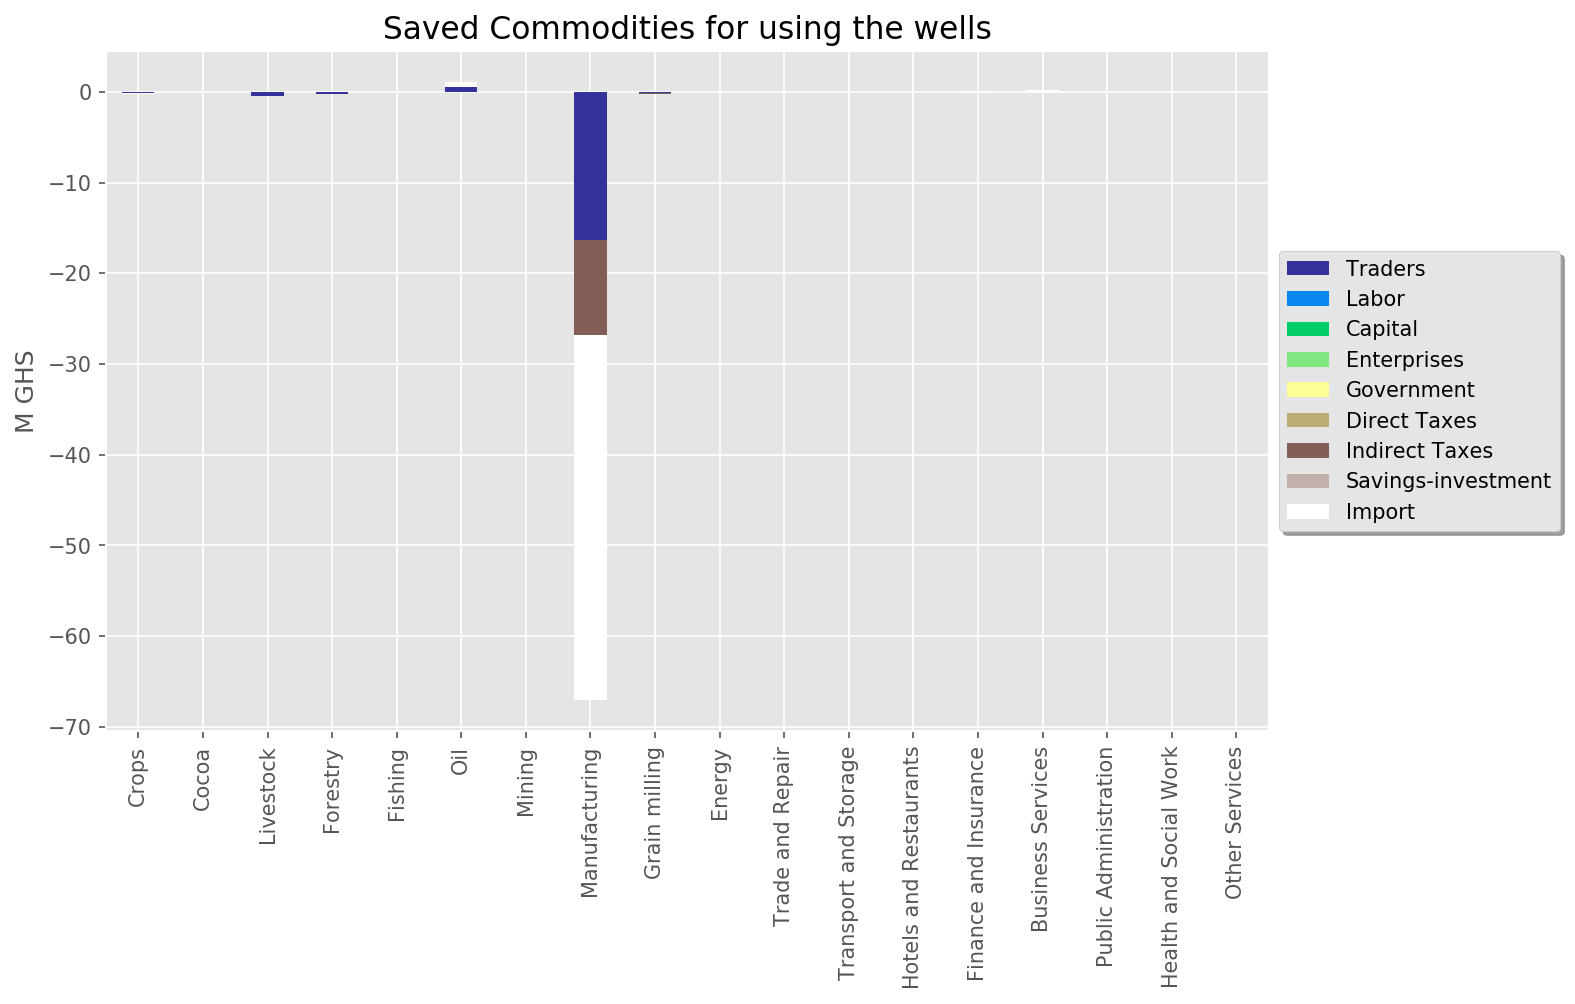 Saved Commodities for using the wells
M GHS
0
−10
−20
−30
−40
−50
−60
−70
Crops
Cocoa
Livestock
Forestry
Fishing
Oil
Mining
Manufacturing
Grain milling
Energy
Trade and Repair
Transport and Storage
Hotels and Restaurants
Finance and Insurance
Business Services
Public Administration
Health and Social Work
Other Services
Traders
Labor
Capital
Enterprises
Government
Direct Taxes
Indirect Taxes
Savings-investment
Import